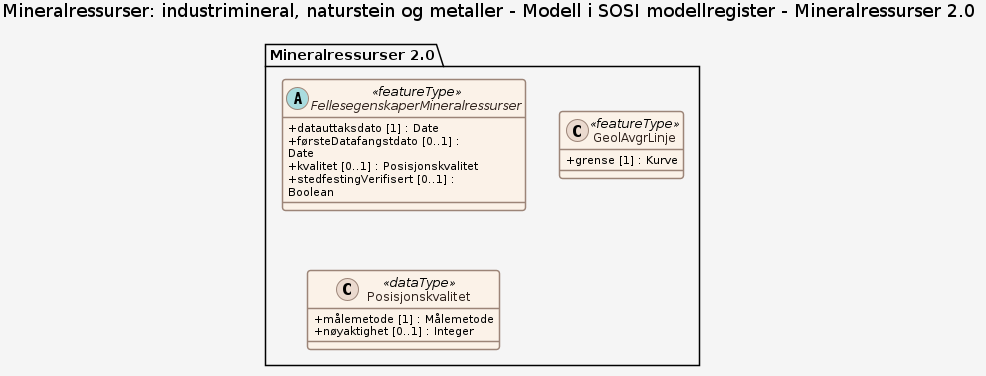 Mineralressurser: industrimineral, naturstein og metaller - Modell i SOSI modellregister - Mineralressurser 2.0
Mineralressurser 2.0
A
«featureType»
FellesegenskaperMineralressurser
+datauttaksdato [1] : Date
+førsteDatafangstdato [0..1] :
Date
+kvalitet [0..1] : Posisjonskvalitet
+stedfestingVerifisert [0..1] :
Boolean
C
«featureType»
GeolAvgrLinje
+grense [1] : Kurve
C
«dataType»
Posisjonskvalitet
+målemetode [1] : Målemetode
+nøyaktighet [0..1] : Integer